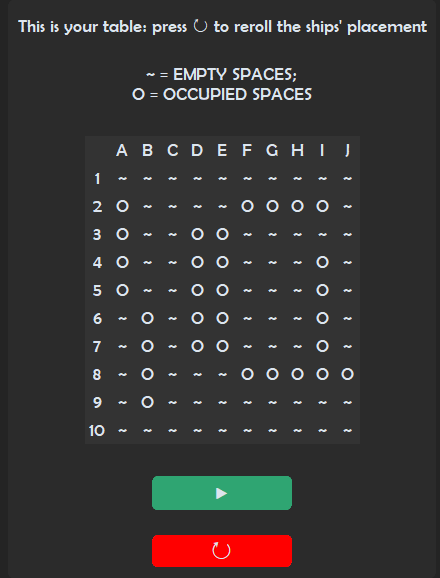 This is your table: press ↻ to reroll the ships' placement
~ = EMPTY SPACES;
O = OCCUPIED SPACES
A B C D E F G H I J
1 ~ ~ ~ ~ ~ ~ ~ ~ ~ ~
2 O ~ ~ ~ ~ O O O O ~
3 O ~ ~ O O ~ ~ ~ ~ ~
4 O ~ ~ O O ~ ~ ~ O ~
5 O ~ ~ O O ~ ~ ~ O ~
6 ~ O ~ O O ~ ~ ~ O ~
7 ~ O ~ O O ~ ~ ~ O ~
8 ~ O ~ ~ ~ O O O O O
9 ~ O ~ ~ ~ ~ ~ ~ ~ ~
10 ~ ~ ~ ~ ~ ~ ~ ~ ~ ~
▶
↻